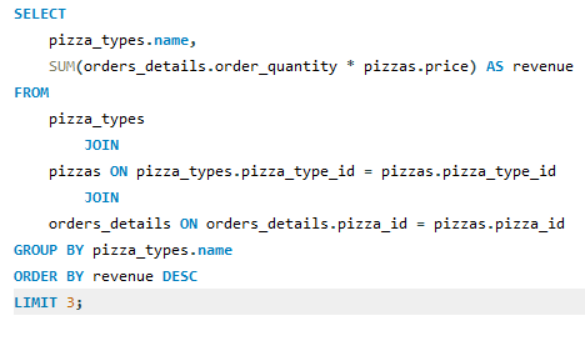 SELECT
    pizza_types.name,
    SUM(orders_details.order_quantity * pizzas.price) AS revenue
FROM
    pizza_types
        JOIN
    pizzas ON pizza_types.pizza_type_id = pizzas.pizza_type_id
        JOIN
    orders_details ON orders_details.pizza_id = pizzas.pizza_id
GROUP BY pizza_types.name
ORDER BY revenue DESC
LIMIT 3;